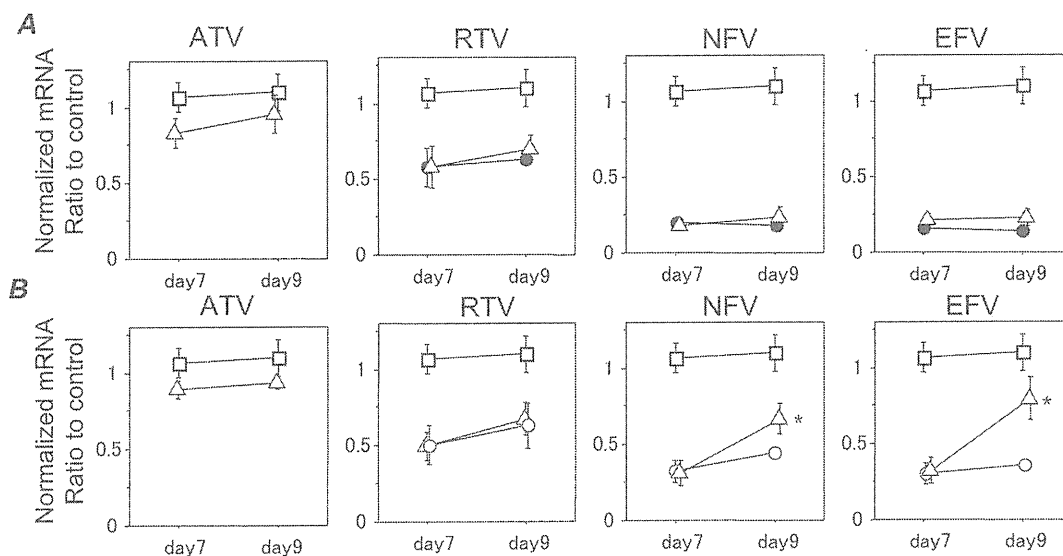 A
ATV RTV NFV EFV
Normalized mRNA
Ratio to control
1 1 1 1
0.5 0.5 0.5 0.5
0 0 0 0
day7 day9 day7 day9 day7 day9 day7 day9
B
ATV RTV NFV EFV
Normalized mRNA
Ratio to control
1 1 1 1
0.5 0.5 0.5 0.5
* *
1 0 0 0
day7 day9 day7 day9 day7 day9 day7 day9